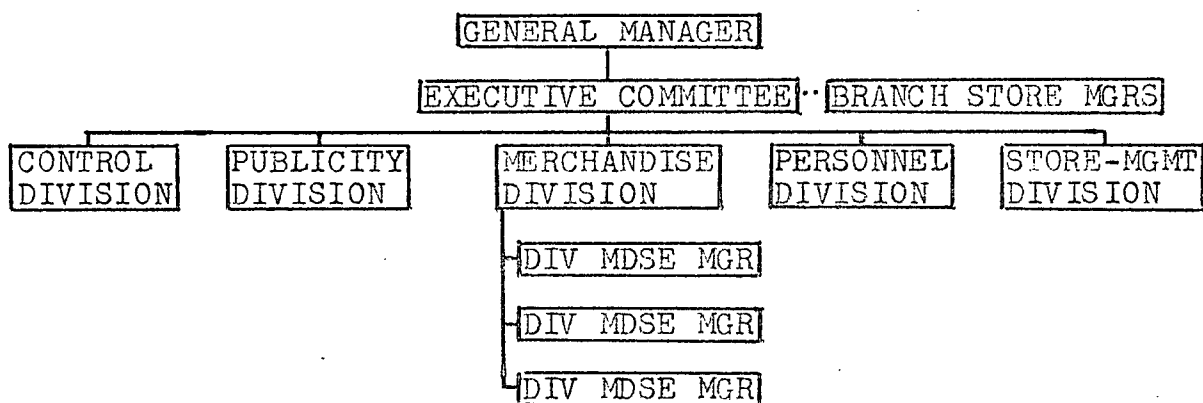 GENERAL MANAGER
EXECUTIVE COMMITTEE
BRANCH STORE MGRS
CONTROL
DIVISION
PUBLICITY
DIVISION
MERCHANDISE
DIVISION
PERSONNEL
DIVISION
STORE-MGMT
DIVISION
DIV MDSE MGR
DIV MDSE MGR
DIV MDSE MGR